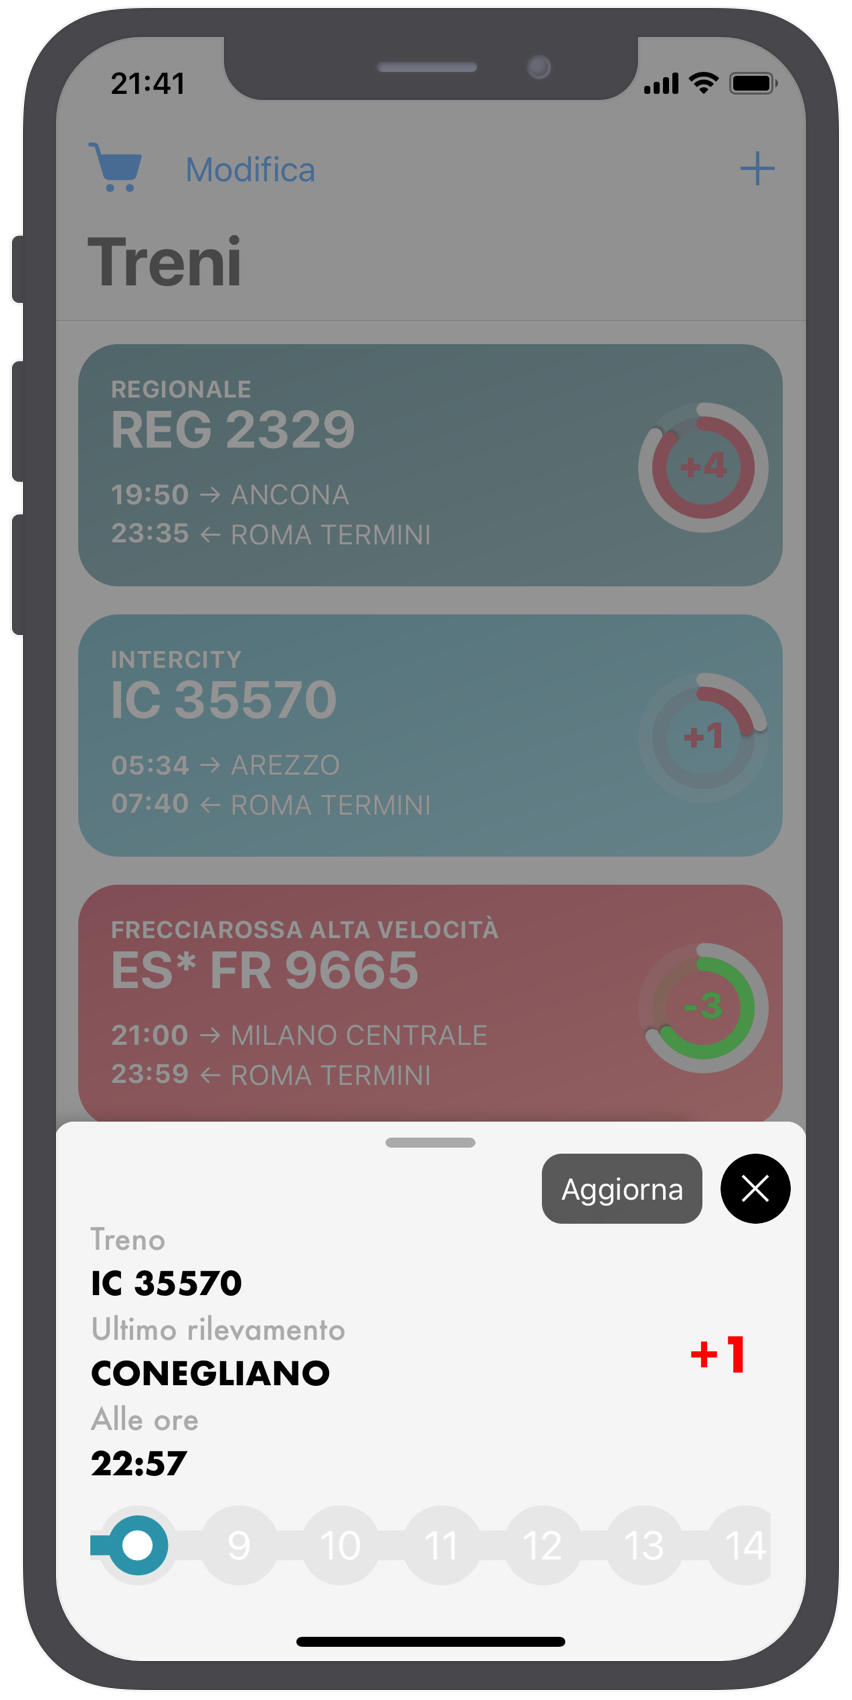 21:41
Modifica
Treni
REGIONALE
REG 2329
19:50 → ANCONA
23:35 ← ROMA TERMINI
+4
INTERCITY
IC 35570
05:34 → AREZZO
07:40 ← ROMA TERMINI
+1
FRECCIAROSSA ALTA VELOCITÀ
ES* FR 9665
21:00 → MILANO CENTRALE
23:59 ← ROMA TERMINI
-3
Aggiorna
Treno
IC 35570
Ultimo rilevamento
CONEGLIANO
Alle ore
22:57
+1
9 10 11 12 13 14